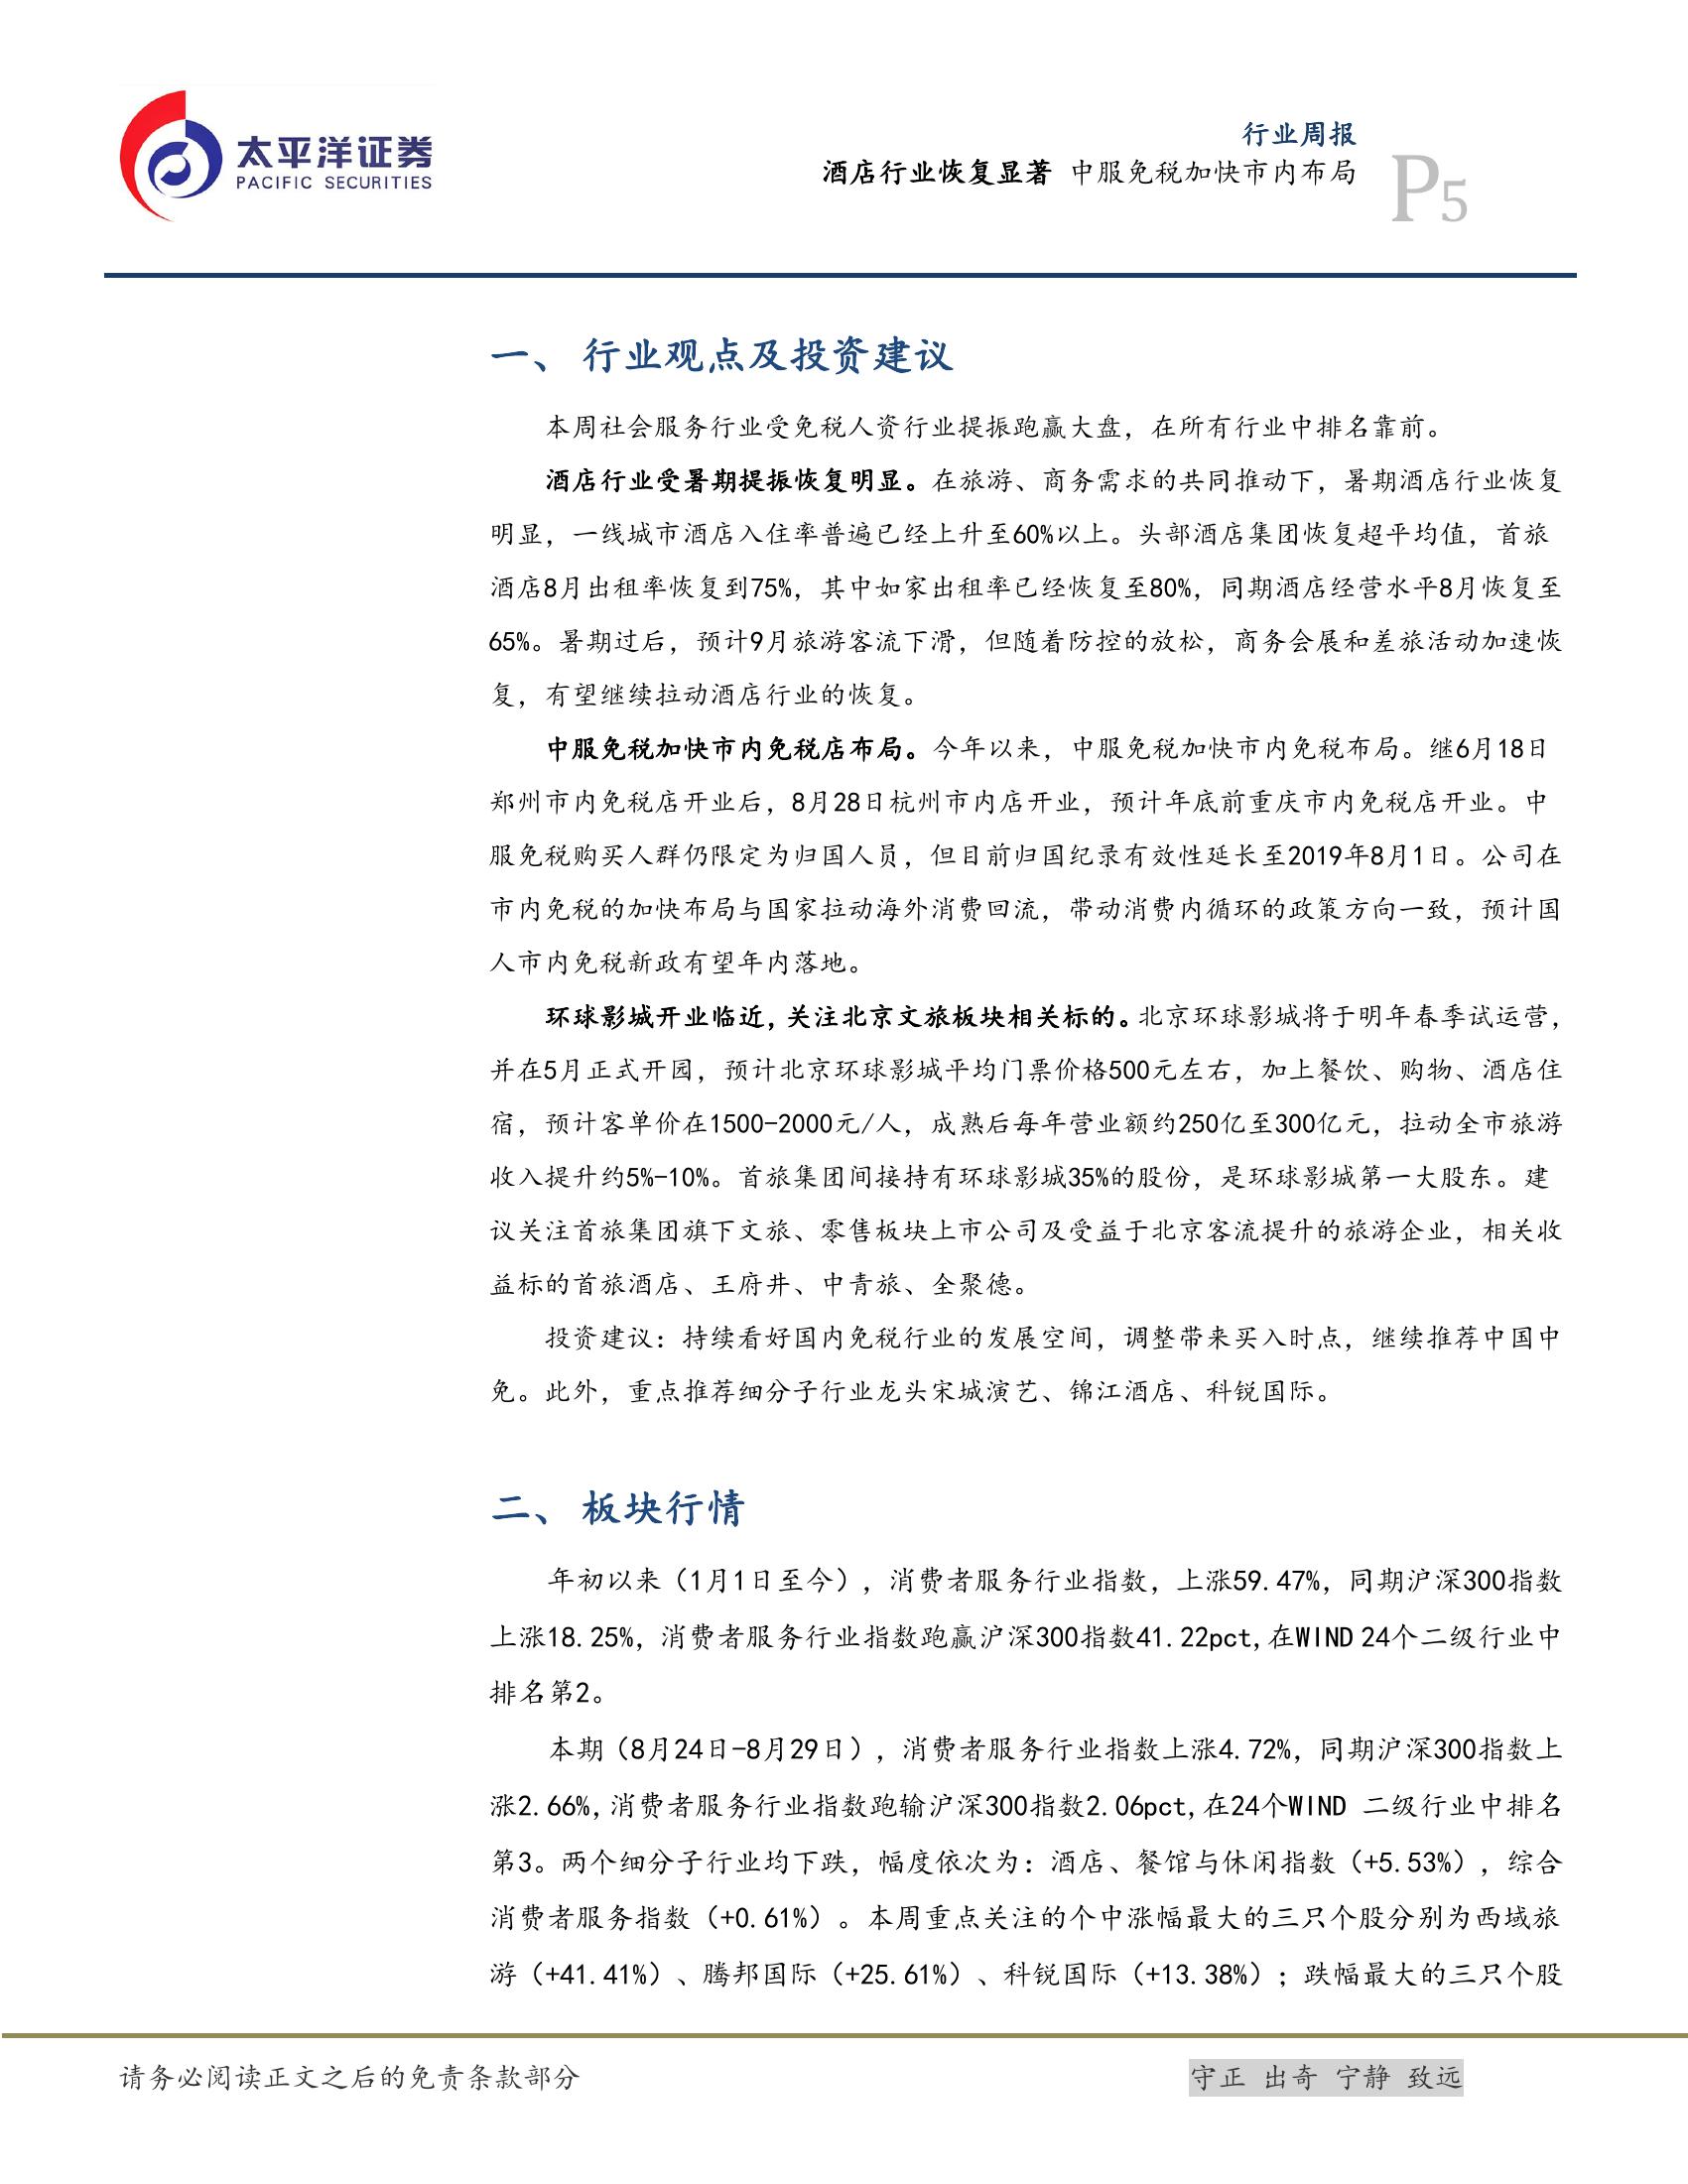 太平洋证券
PACIFIC SECURITIES
行业周报
酒店行业恢复显著 中服免税加快市内布局
P5
一、 行业观点及投资建议
本周社会服务行业受免税人资行业提振跑赢大盘，在所有行业中排名靠前。
酒店行业受暑期提振恢复明显。在旅游、商务需求的共同推动下，暑期酒店行业恢复
明显，一线城市酒店入住率普遍已经上升至60%以上。头部酒店集团恢复超平均值，首旅
酒店8月出租率恢复到75%，其中如家出租率已经恢复至80%，同期酒店经营水平8月恢复至
65%。暑期过后，预计9月旅游客流下滑，但随着防控的放松，商务会展和差旅活动加速恢
复，有望继续拉动酒店行业的恢复。
中服免税加快市内免税店布局。今年以来，中服免税加快市内免税布局。继6月18日
郑州市内免税店开业后，8月28日杭州市内店开业，预计年底前重庆市内免税店开业。中
服免税购买人群仍限定为归国人员，但目前归国纪录有效性延长至2019年8月1日。公司在
市内免税的加快布局与国家拉动海外消费回流，带动消费内循环的政策方向一致，预计国
人市内免税新政有望年内落地。
环球影城开业临近，关注北京文旅板块相关标的。北京环球影城将于明年春季试运营，
并在5月正式开园，预计北京环球影城平均门票价格500元左右，加上餐饮、购物、酒店住
宿，预计客单价在1500-2000元/人，成熟后每年营业额约250亿至300亿元，拉动全市旅游
收入提升约5%-10%。首旅集团间接持有环球影城35%的股份，是环球影城第一大股东。建
议关注首旅集团旗下文旅、零售板块上市公司及受益于北京客流提升的旅游企业，相关收
益标的首旅酒店、王府井、中青旅、全聚德。
投资建议：持续看好国内免税行业的发展空间，调整带来买入时点，继续推荐中国中
免。此外，重点推荐细分子行业龙头宋城演艺、锦江酒店、科锐国际。
二、 板块行情
年初以来（1月1日至今），消费者服务行业指数，上涨59.47%，同期沪深300指数
上涨18.25%，消费者服务行业指数跑赢沪深300指数41.22pct,在WIND 24个二级行业中
排名第2。
本期（8月24日-8月29日），消费者服务行业指数上涨4.72%，同期沪深300指数上
涨2.66%,消费者服务行业指数跑输沪深300指数2.06pct,在24个WIND 二级行业中排名
第3。两个细分子行业均下跌，幅度依次为：酒店、餐馆与休闲指数（+5.53%），综合
消费者服务指数（+0.61%）。本周重点关注的个中涨幅最大的三只个股分别为西域旅
游（+41.41%）、腾邦国际（+25.61%）、科锐国际（+13.38%）；跌幅最大的三只个股
请务必阅读正文之后的免责条款部分
守正 出奇 宁静 致远